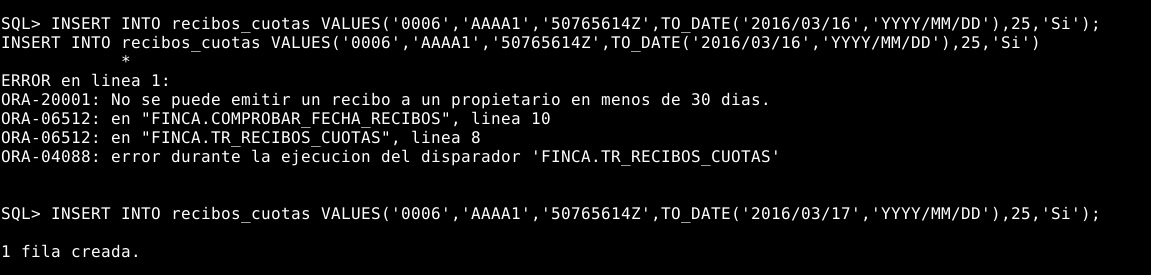 SQL> INSERT INTO recibos_cuotas VALUES('0006','AAAA1','50765614Z',TO_DATE('2016/03/16','YYYY/MM/DD'),25,'Si');
INSERT INTO recibos_cuotas VALUES('0006','AAAA1','50765614Z',TO_DATE('2016/03/16','YYYY/MM/DD'),25,'Si')
            *
ERROR en linea 1:
ORA-20001: No se puede emitir un recibo a un propietario en menos de 30 dias.
ORA-06512: en "FINCA.COMPROBAR_FECHA_RECIBOS", linea 10
ORA-06512: en "FINCA.TR_RECIBOS_CUOTAS", linea 8
ORA-04088: error durante la ejecucion del disparador 'FINCA.TR_RECIBOS_CUOTAS'
SQL> INSERT INTO recibos_cuotas VALUES('0006','AAAA1','50765614Z',TO_DATE('2016/03/17','YYYY/MM/DD'),25,'Si');
1 fila creada.